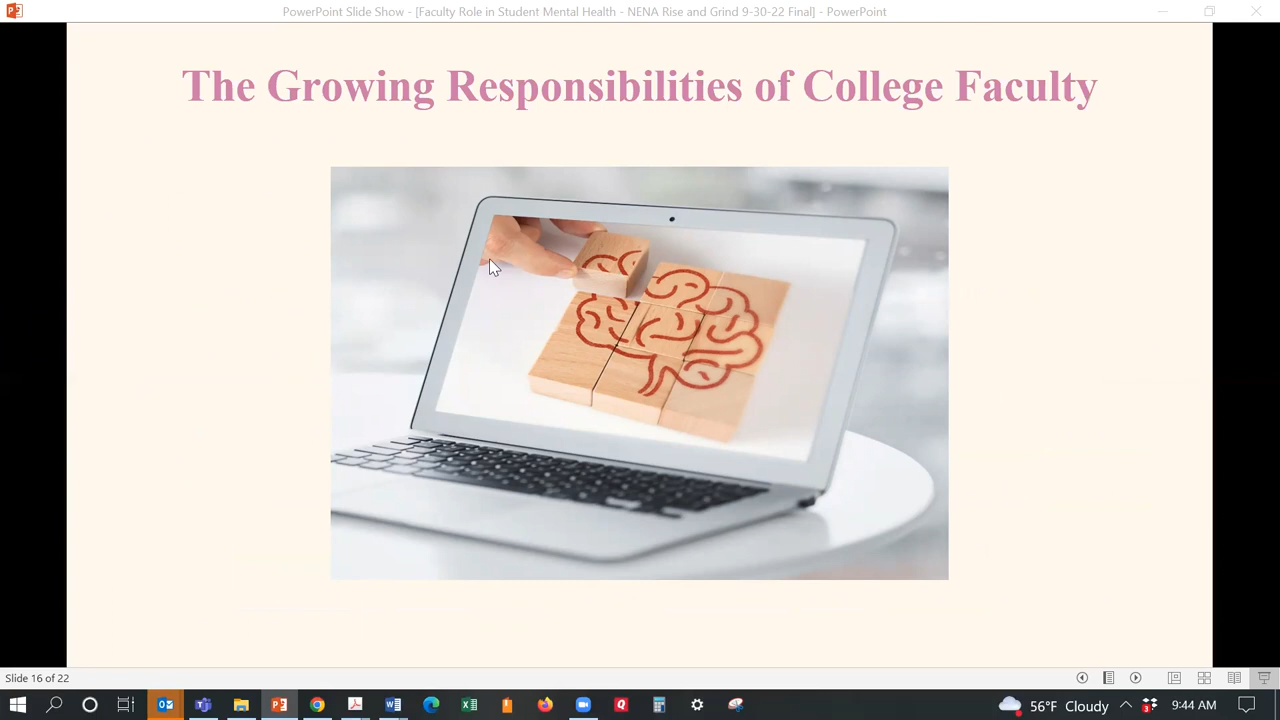 PowerPoint Slide Show - [Faculty Role in Student Mental Health - NENA Rise and Grind 9-30-22 Final] - PowerPoint
The Growing Responsibilities of College Faculty
Slide 16 of 22
56°F Cloudy
9:44 AM